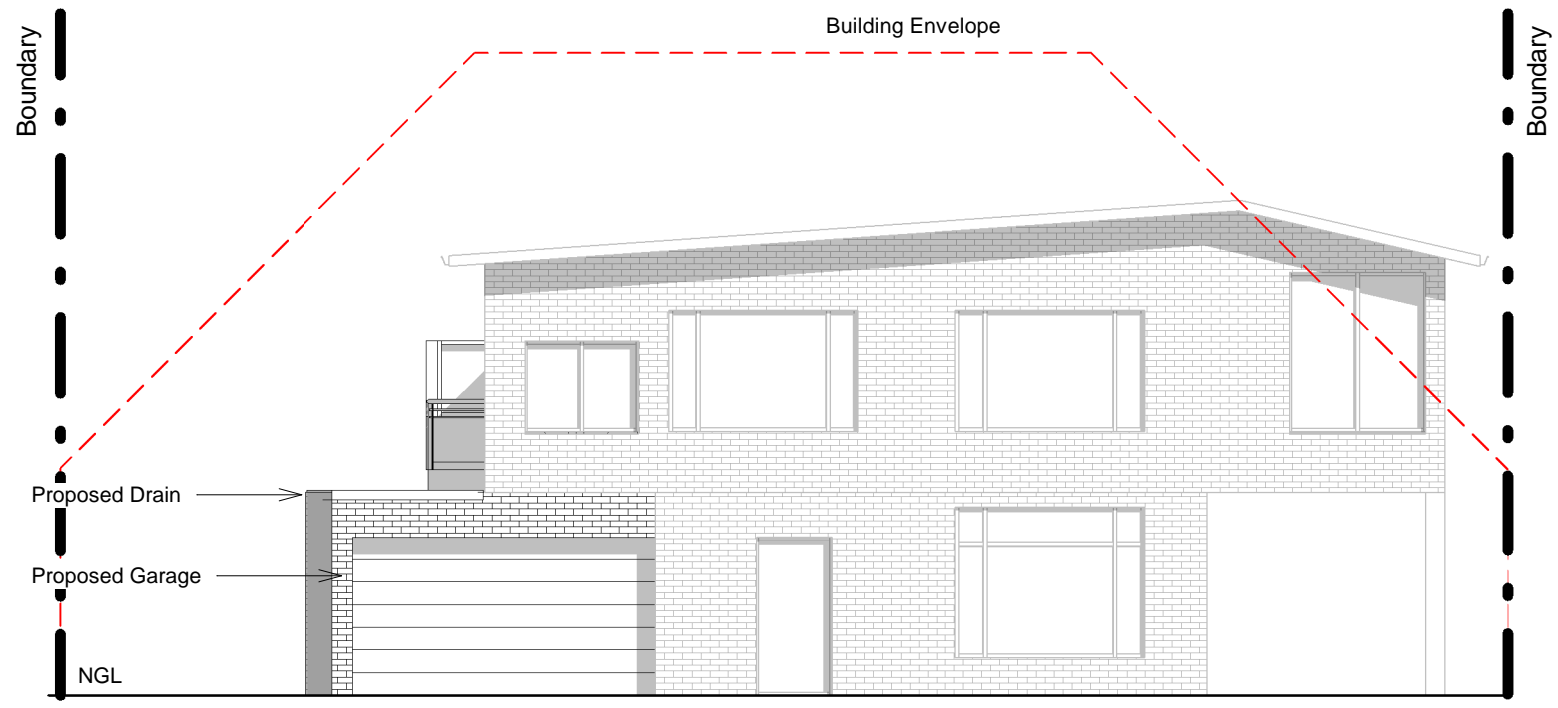 Building Envelope
Boundary
Boundary
Proposed Drain
Proposed Garage
NGL